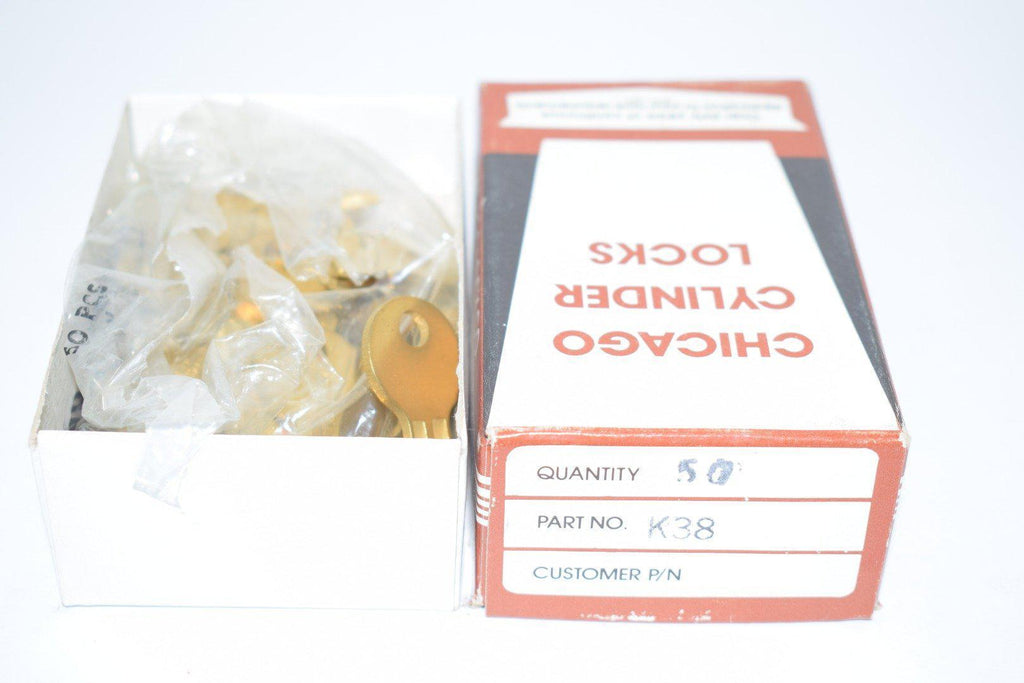 50 PCS
CHICAGO
CYLINDER
LOCKS
QUANTITY 50
PART NO. K38
CUSTOMER P/N